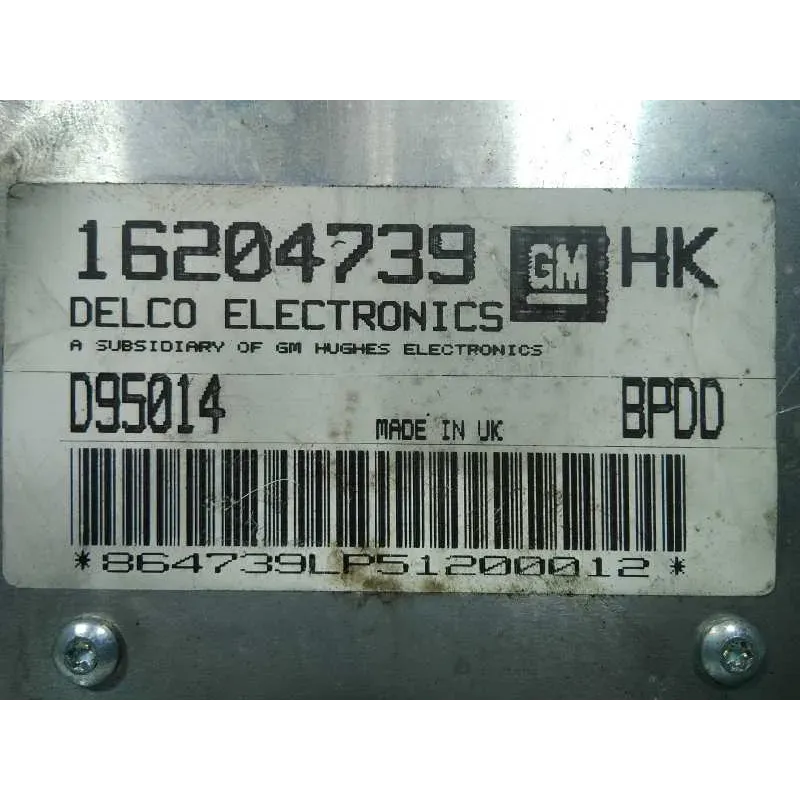 16204739 GM HK
DELCO ELECTRONICS
A SUBSIDIARY OF GM HUGHES ELECTRONICS
D95014 MADE IN UK BPDD
*864739LP51200012*